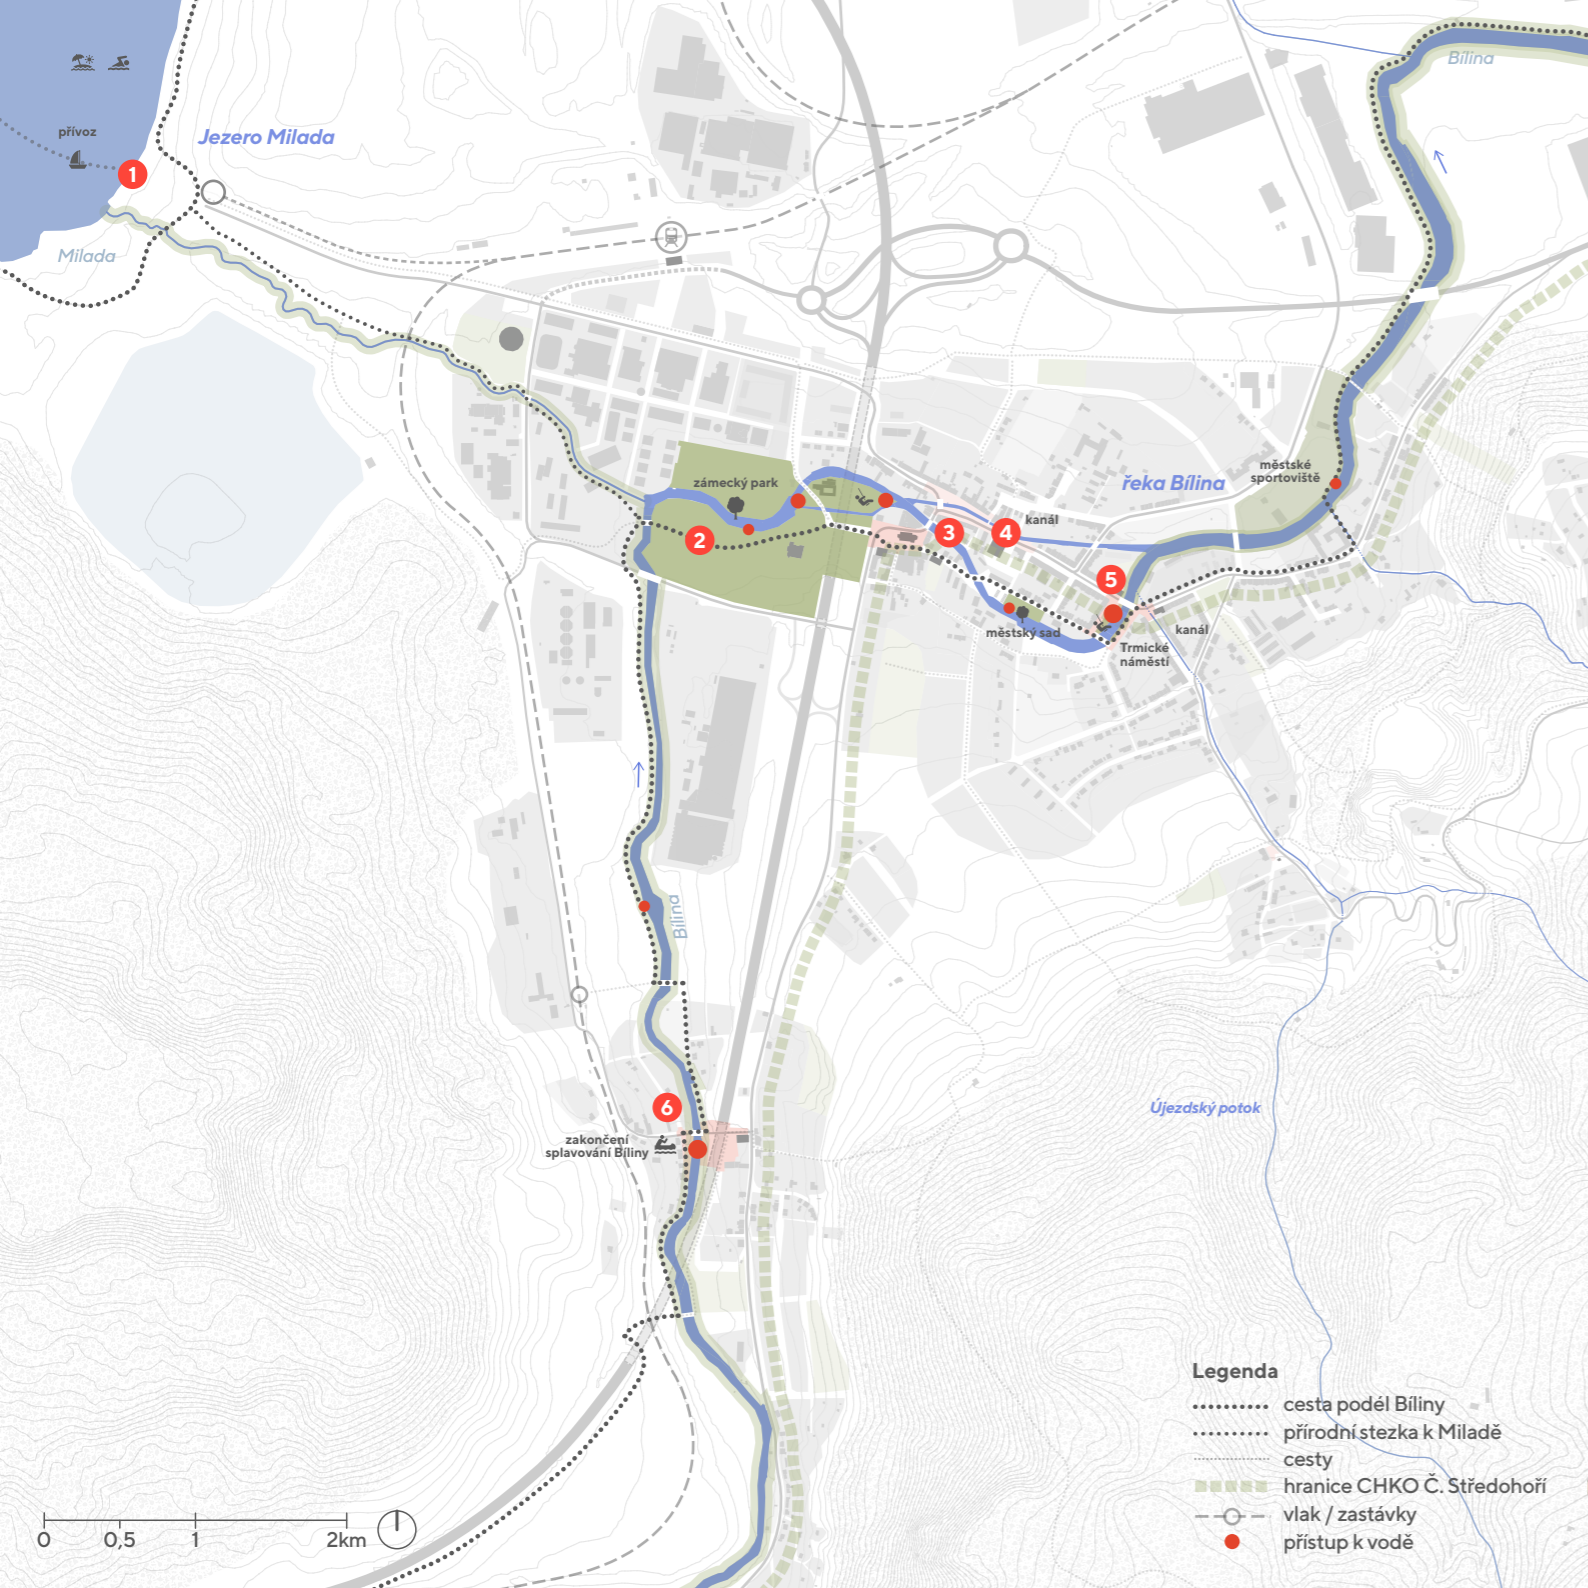 Bílina
přívoz
Jezero Milada
1
Milada
zámecký park
2
řeka Bílina
městské
sportoviště
kanál
3
4
5
městský sad
kanál
Trmické
náměstí
Bílina
6
zakončení
splavování Bíliny
Újezdský potok
Legenda
cesta podél Bíliny
přírodní stezka k Miladě
cesty
hranice CHKO Č. Středohoří
vlak / zastávky
přístup k vodě
0 0,5 1 2km